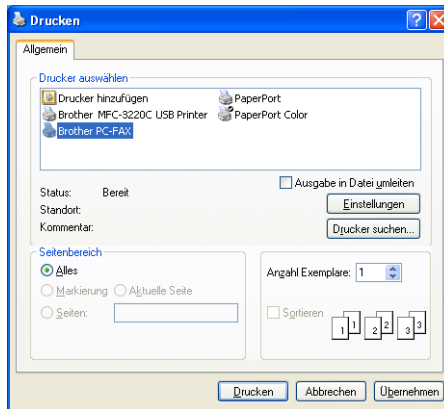 Drucken
Allgemein
Drucker auswählen
Drucker hinzufügen
Brother MFC-3220C USB Printer
Brother PC-FAX
PaperPort
PaperPort Color
Status: Bereit
Standort:
Kommentar:
Ausgabe in Datei umleiten
Einstellungen
Drucker suchen...
Seitenbereich
Alles
Markierung Aktuelle Seite
Seiten:
Anzahl Exemplare: 1
Sortieren
1 1 2 2 3 3
Drucken Abbrechen Übernehmen